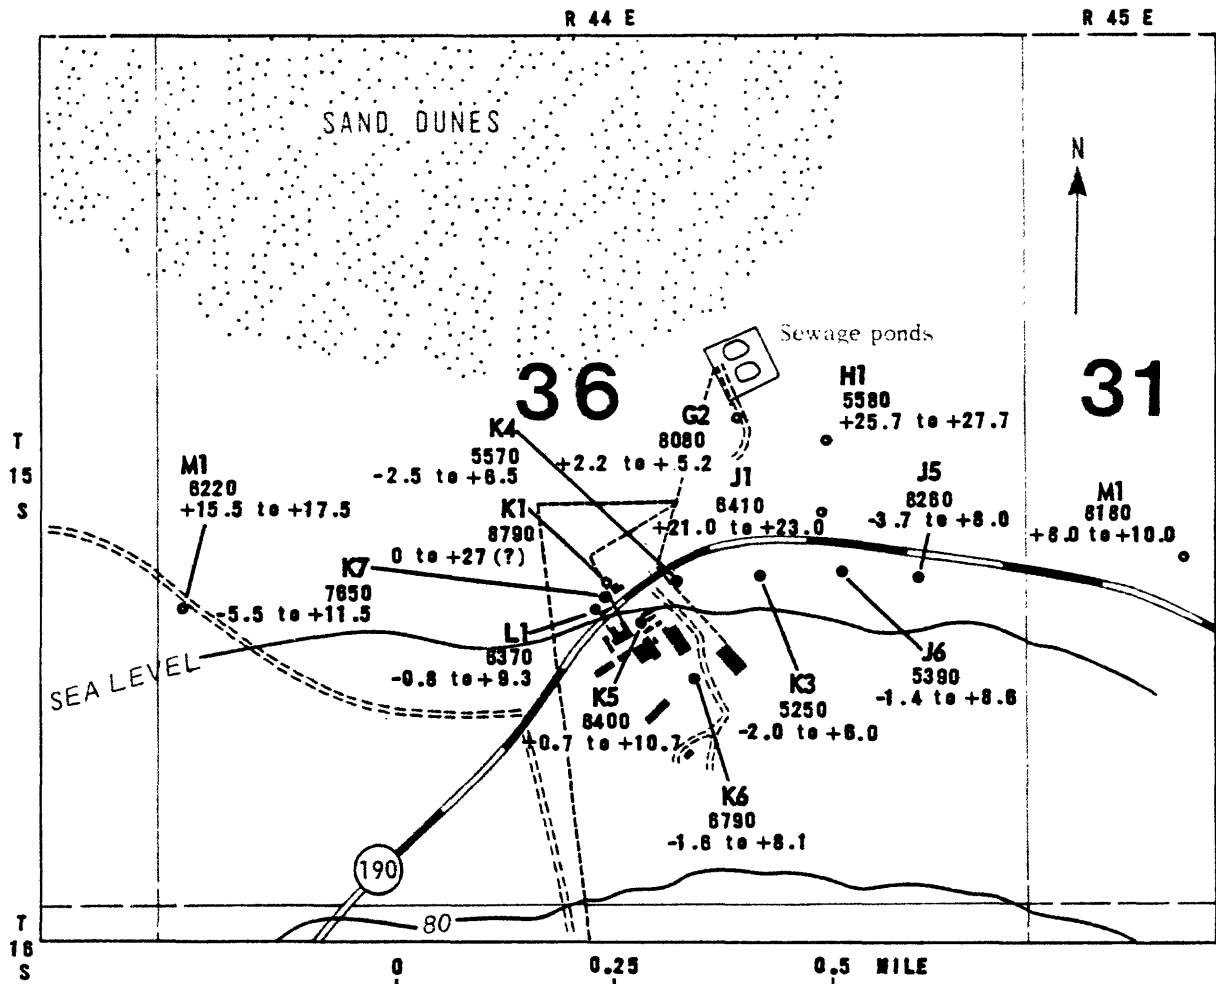 R 44 E
R 45 E
SAND DUNES
N
Sewage ponds
36
31
H1
5580
+25.7 to +27.7
G2
8080
+2.2 to +5.2
K4
5570
-2.5 to +6.5
T
15
S
M1
6220
+15.5 to +17.5
J1
6410
+21.0 to +23.0
J5
8260
-3.7 to +8.0
M1
8180
+8.0 to +10.0
K1
8790
0 to +27 (?)
K7
7650
-5.5 to +11.5
L1
6370
-0.8 to +9.3
SEA LEVEL
K5
8400
+0.7 to +10.7
K3
5250
-2.0 to +6.0
J6
5390
-1.4 to +8.6
K6
6790
-1.6 to +8.1
190
80
T
16
S
0
0.25
0.5 MILE